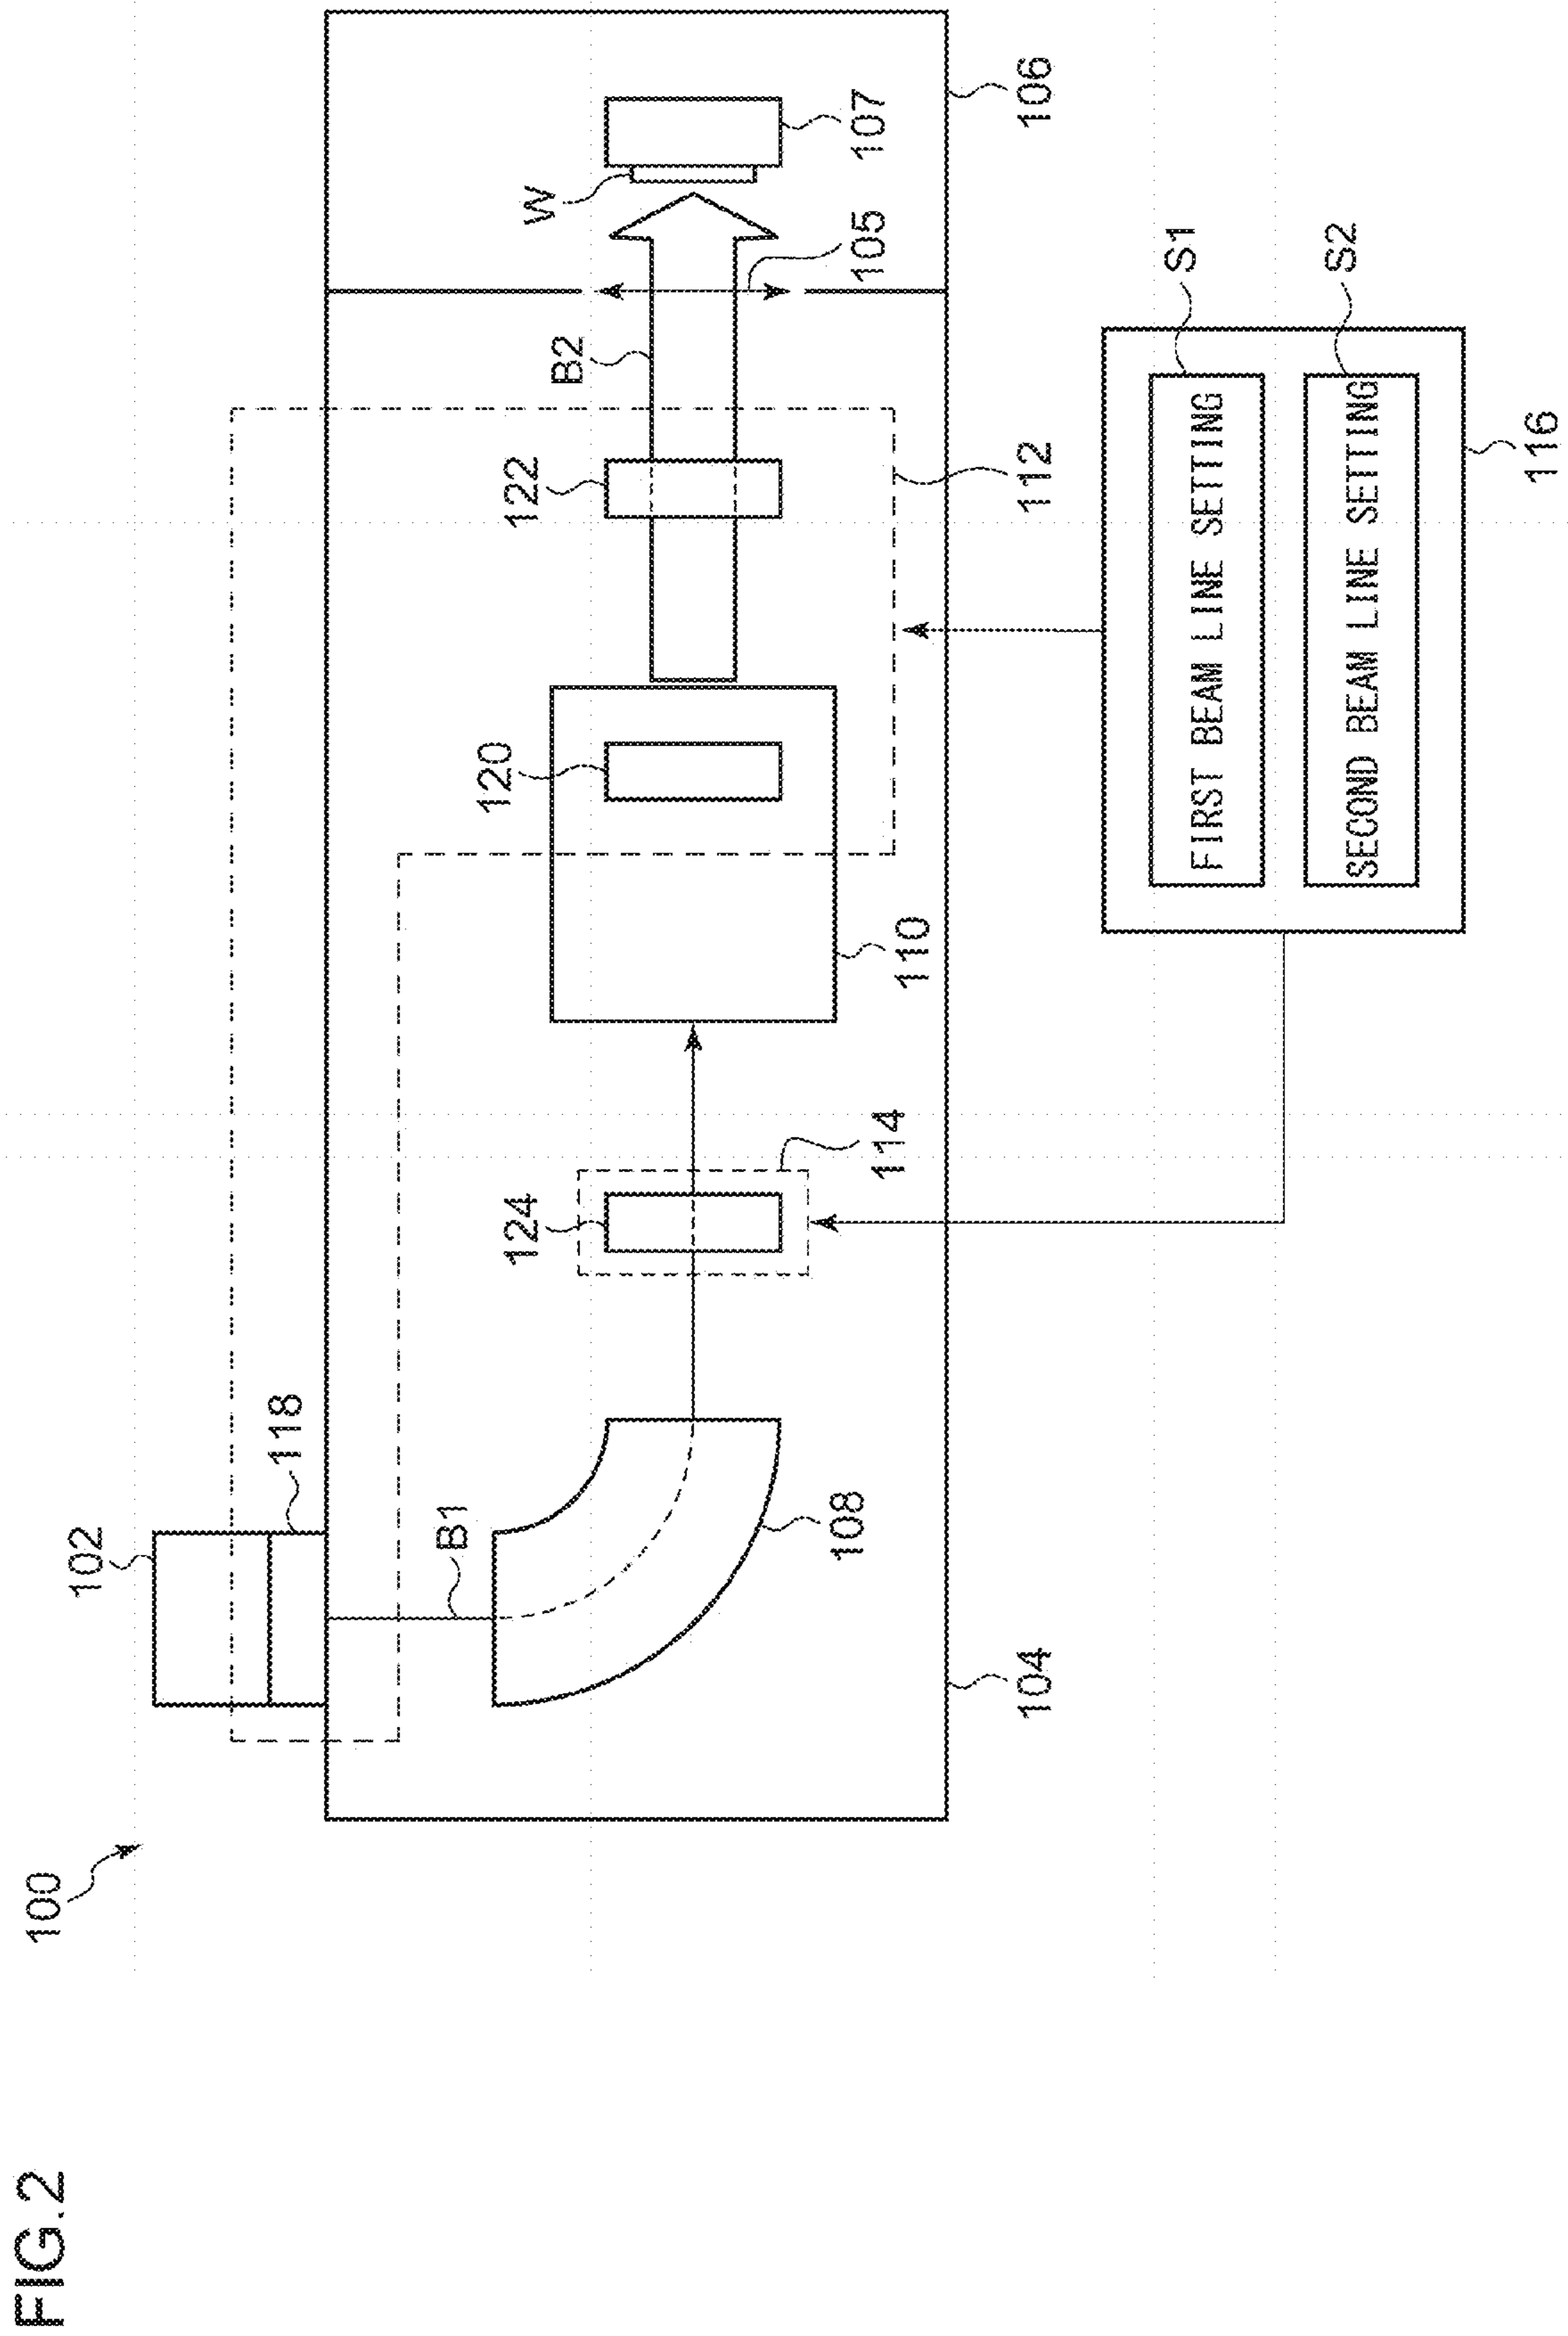 FIG.2
100
102
118
B1
108
104
124
114
110
120
122
112
B2
105
W
107
106
S1
FIRST BEAM LINE SETTING
S2
SECOND BEAM LINE SETTING
116